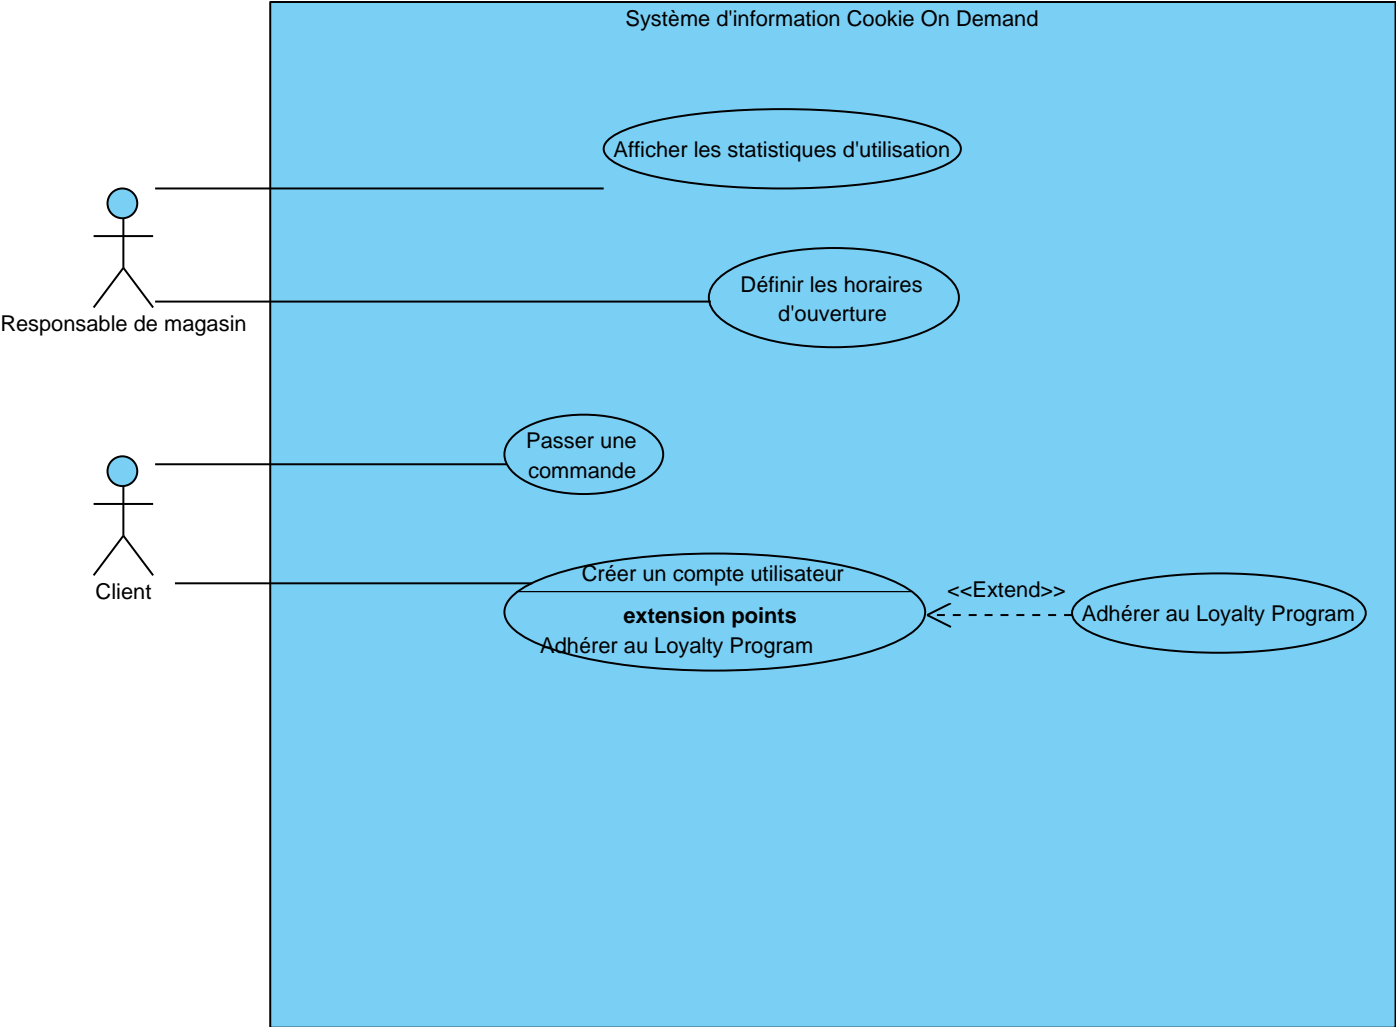 Système d'information Cookie On Demand
Afficher les statistiques d'utilisation
Définir les horaires
d'ouverture
Responsable de magasin
Passer une
commande
Client
Créer un compte utilisateur
extension points
Adhérer au Loyalty Program
<<Extend>>
Adhérer au Loyalty Program